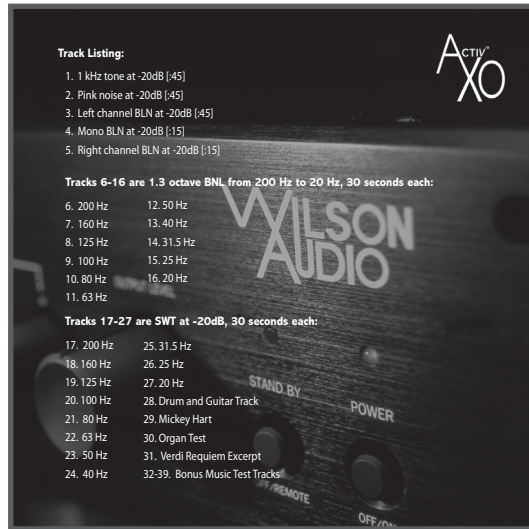 Track Listing:
ACTIV™
XO
1. 1 kHz tone at -20dB [:45]
2. Pink noise at -20dB [:45]
3. Left channel BLN at -20dB [:45]
4. Mono BLN at -20dB [:15]
5. Right channel BLN at -20dB [:15]
Tracks 6-16 are 1.3 octave BNL from 200 Hz to 20 Hz, 30 seconds each:
6. 200 Hz
7. 160 Hz
8. 125 Hz
9. 100 Hz
10. 80 Hz
11. 63 Hz
12. 50 Hz
13. 40 Hz
14. 31.5 Hz
15. 25 Hz
16. 20 Hz
WILSON
AUDIO
OUTPUT LEVEL
Tracks 17-27 are SWT at -20dB, 30 seconds each:
17. 200 Hz
18. 160 Hz
19. 125 Hz
20. 100 Hz
21. 80 Hz
22. 63 Hz
23. 50 Hz
24. 40 Hz
25. 31.5 Hz
26. 25 Hz
27. 20 Hz
28. Drum and Guitar Track
29. Mickey Hart
30. Organ Test
31. Verdi Requiem Excerpt
32-39. Bonus Music Test Tracks
STAND BY
POWER
OFF/REMOTE
OFF/ON